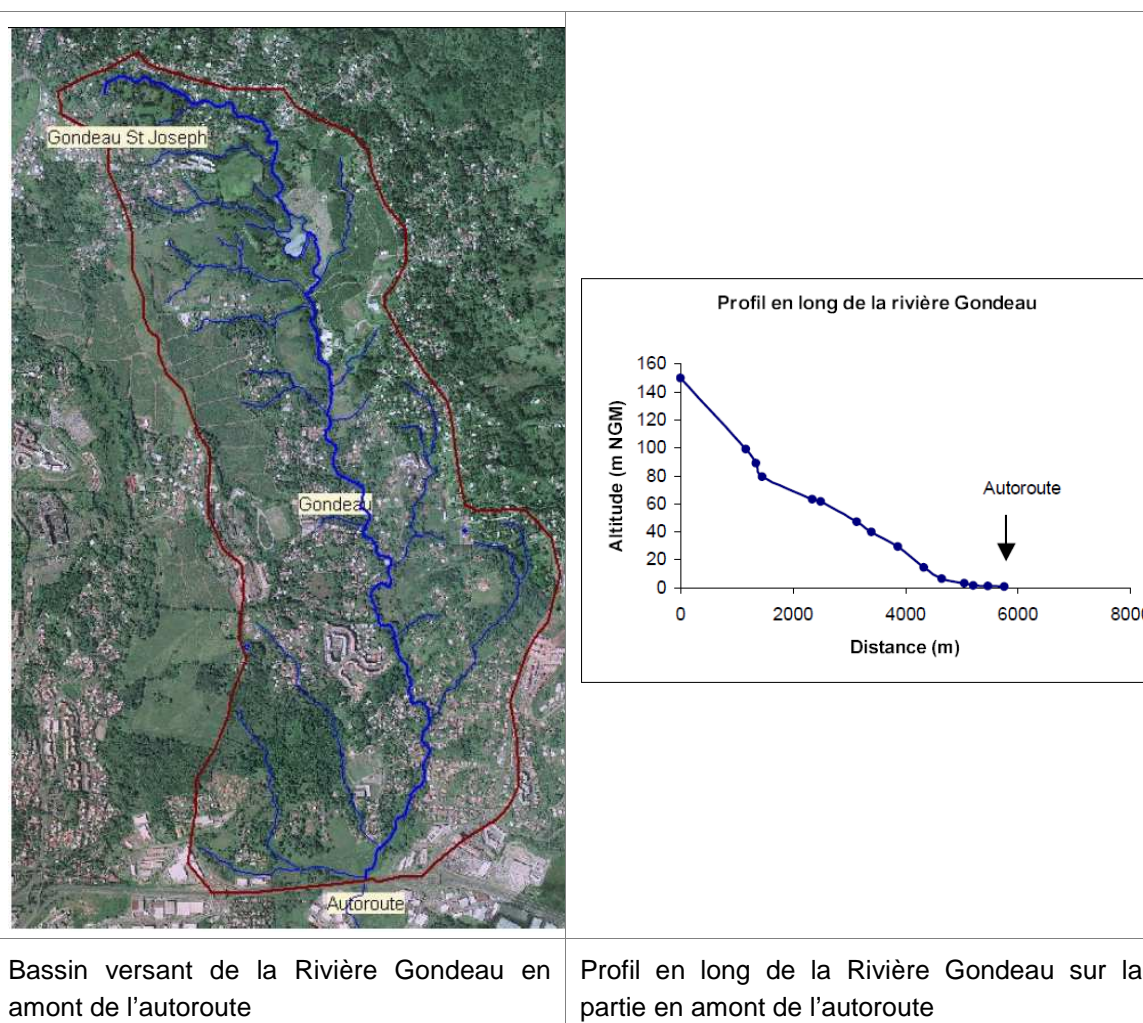 Gondeau St Joseph
Gondeau
Autoroute
Profil en long de la rivière Gondeau
160
140
120
100
80
60
40
20
0
Altitude (m NGM)
Autoroute
0 2000 4000 6000 800
Distance (m)
Bassin versant de la Rivière Gondeau en
amont de l'autoroute
Profil en long de la Rivière Gondeau sur la
partie en amont de l'autoroute